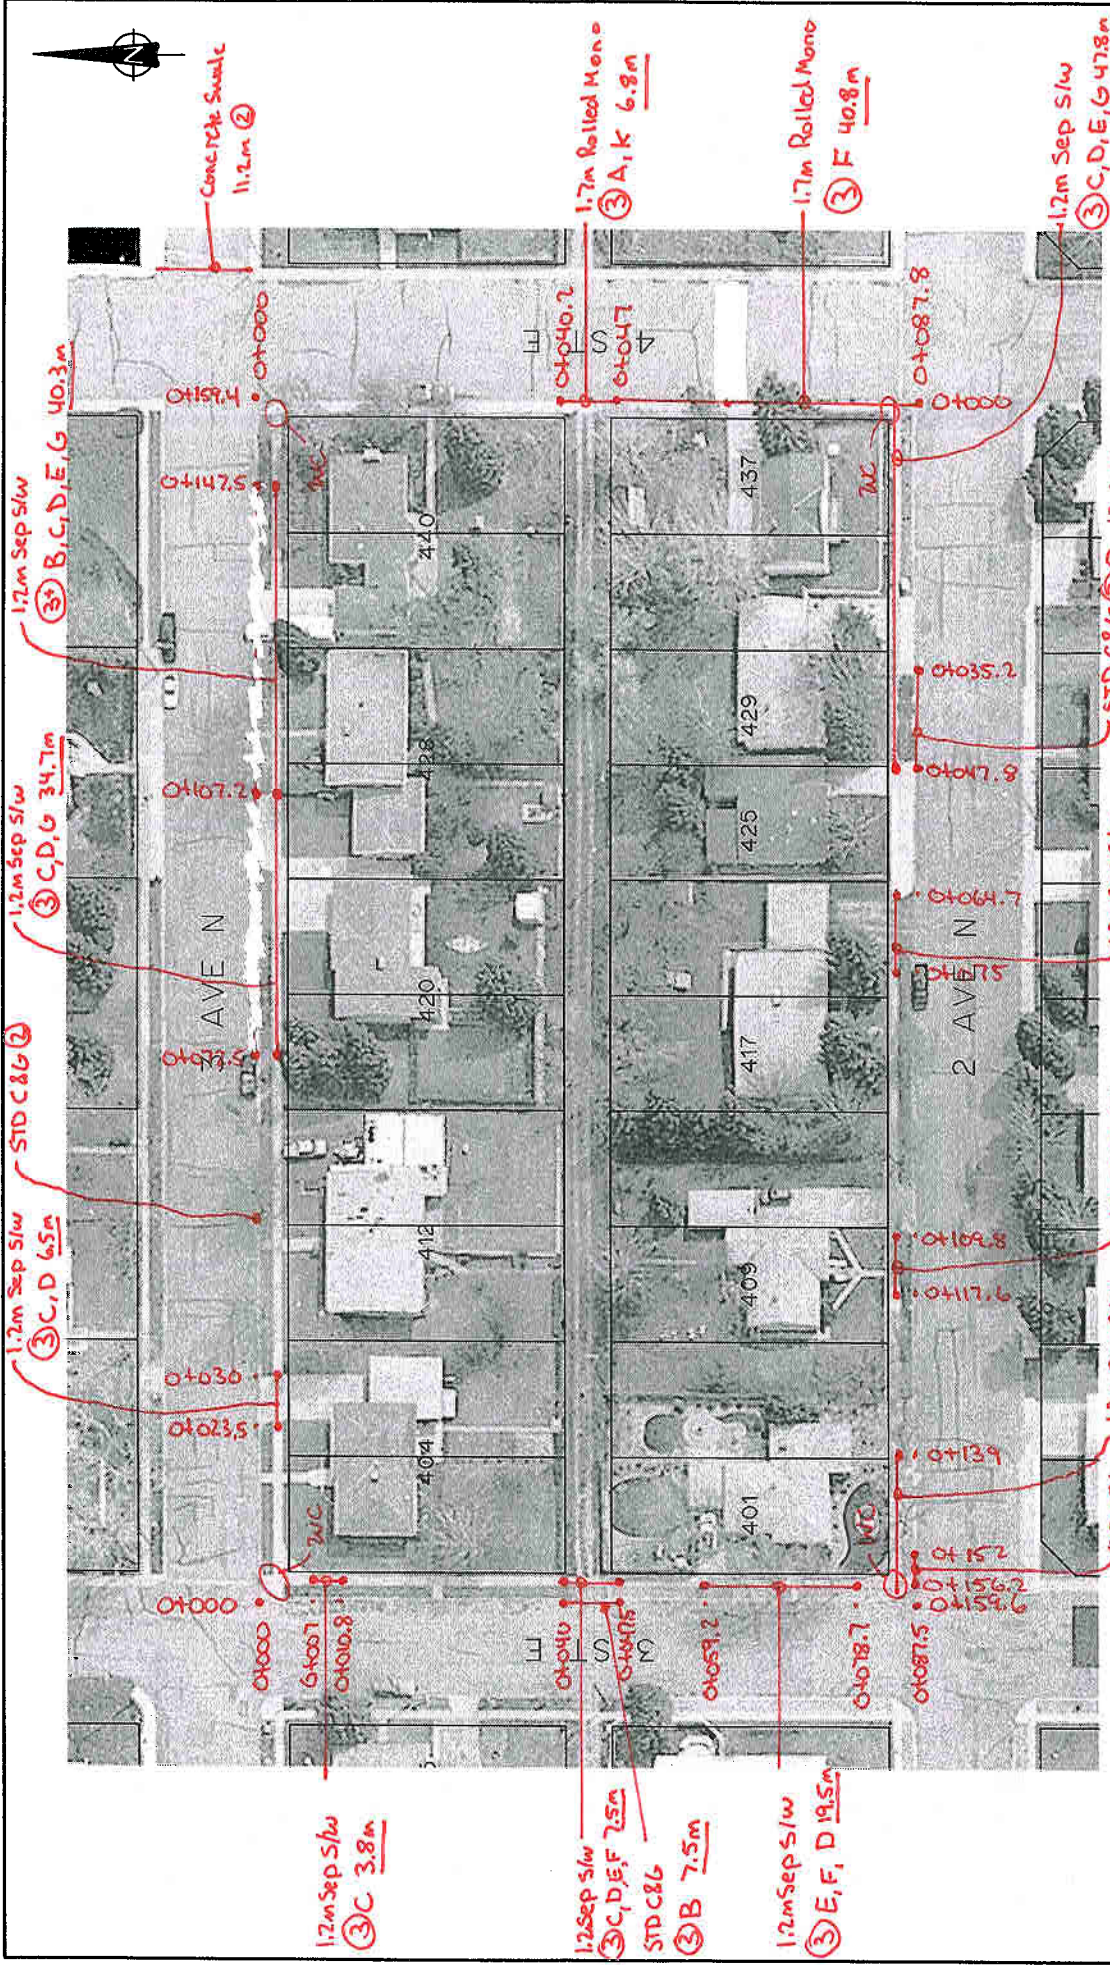 N
Concrete Swale
11.2m ②
1.2m Sep S/W
③+ B, C, D, E, G 40.3m
1.2m Sep S/W
③ C, D, G 34.7m
STD C&G ②
1.2m Sep S/W
③ C, D 6.5m
1.7m Rolled Mono
③ A, K 6.8m
1.7m Rolled Mono
③ F 40.8m
1.2m Sep S/W
③ C, D, E, G 47.8m
1.2m Sep S/W
③ C 3.8m
1.2 Sep S/W
③ C, D, E, F 7.5m
STD C&G
③ B 7.5m
1.2m Sep S/W
③ E, F, D 19.5m
0+000
0+023.5
0+030
0+107.2
0+147.5
0+159.4
AVE N
WC
WC
404
412
420
428
440
0+000
0+040.2
0+047
0+087.8
4 ST E
0+000
0+007
0+010.8
0+040
0+059.2
0+078.7
0+087.5
3 ST E
401
409
417
425
429
437
WC
WC
0+000
0+035.2
0+047.8
0+064.7
0+075
0+109.8
0+117.6
0+139
0+152
0+156.2
0+159.6
2 AVE N
STD C&G